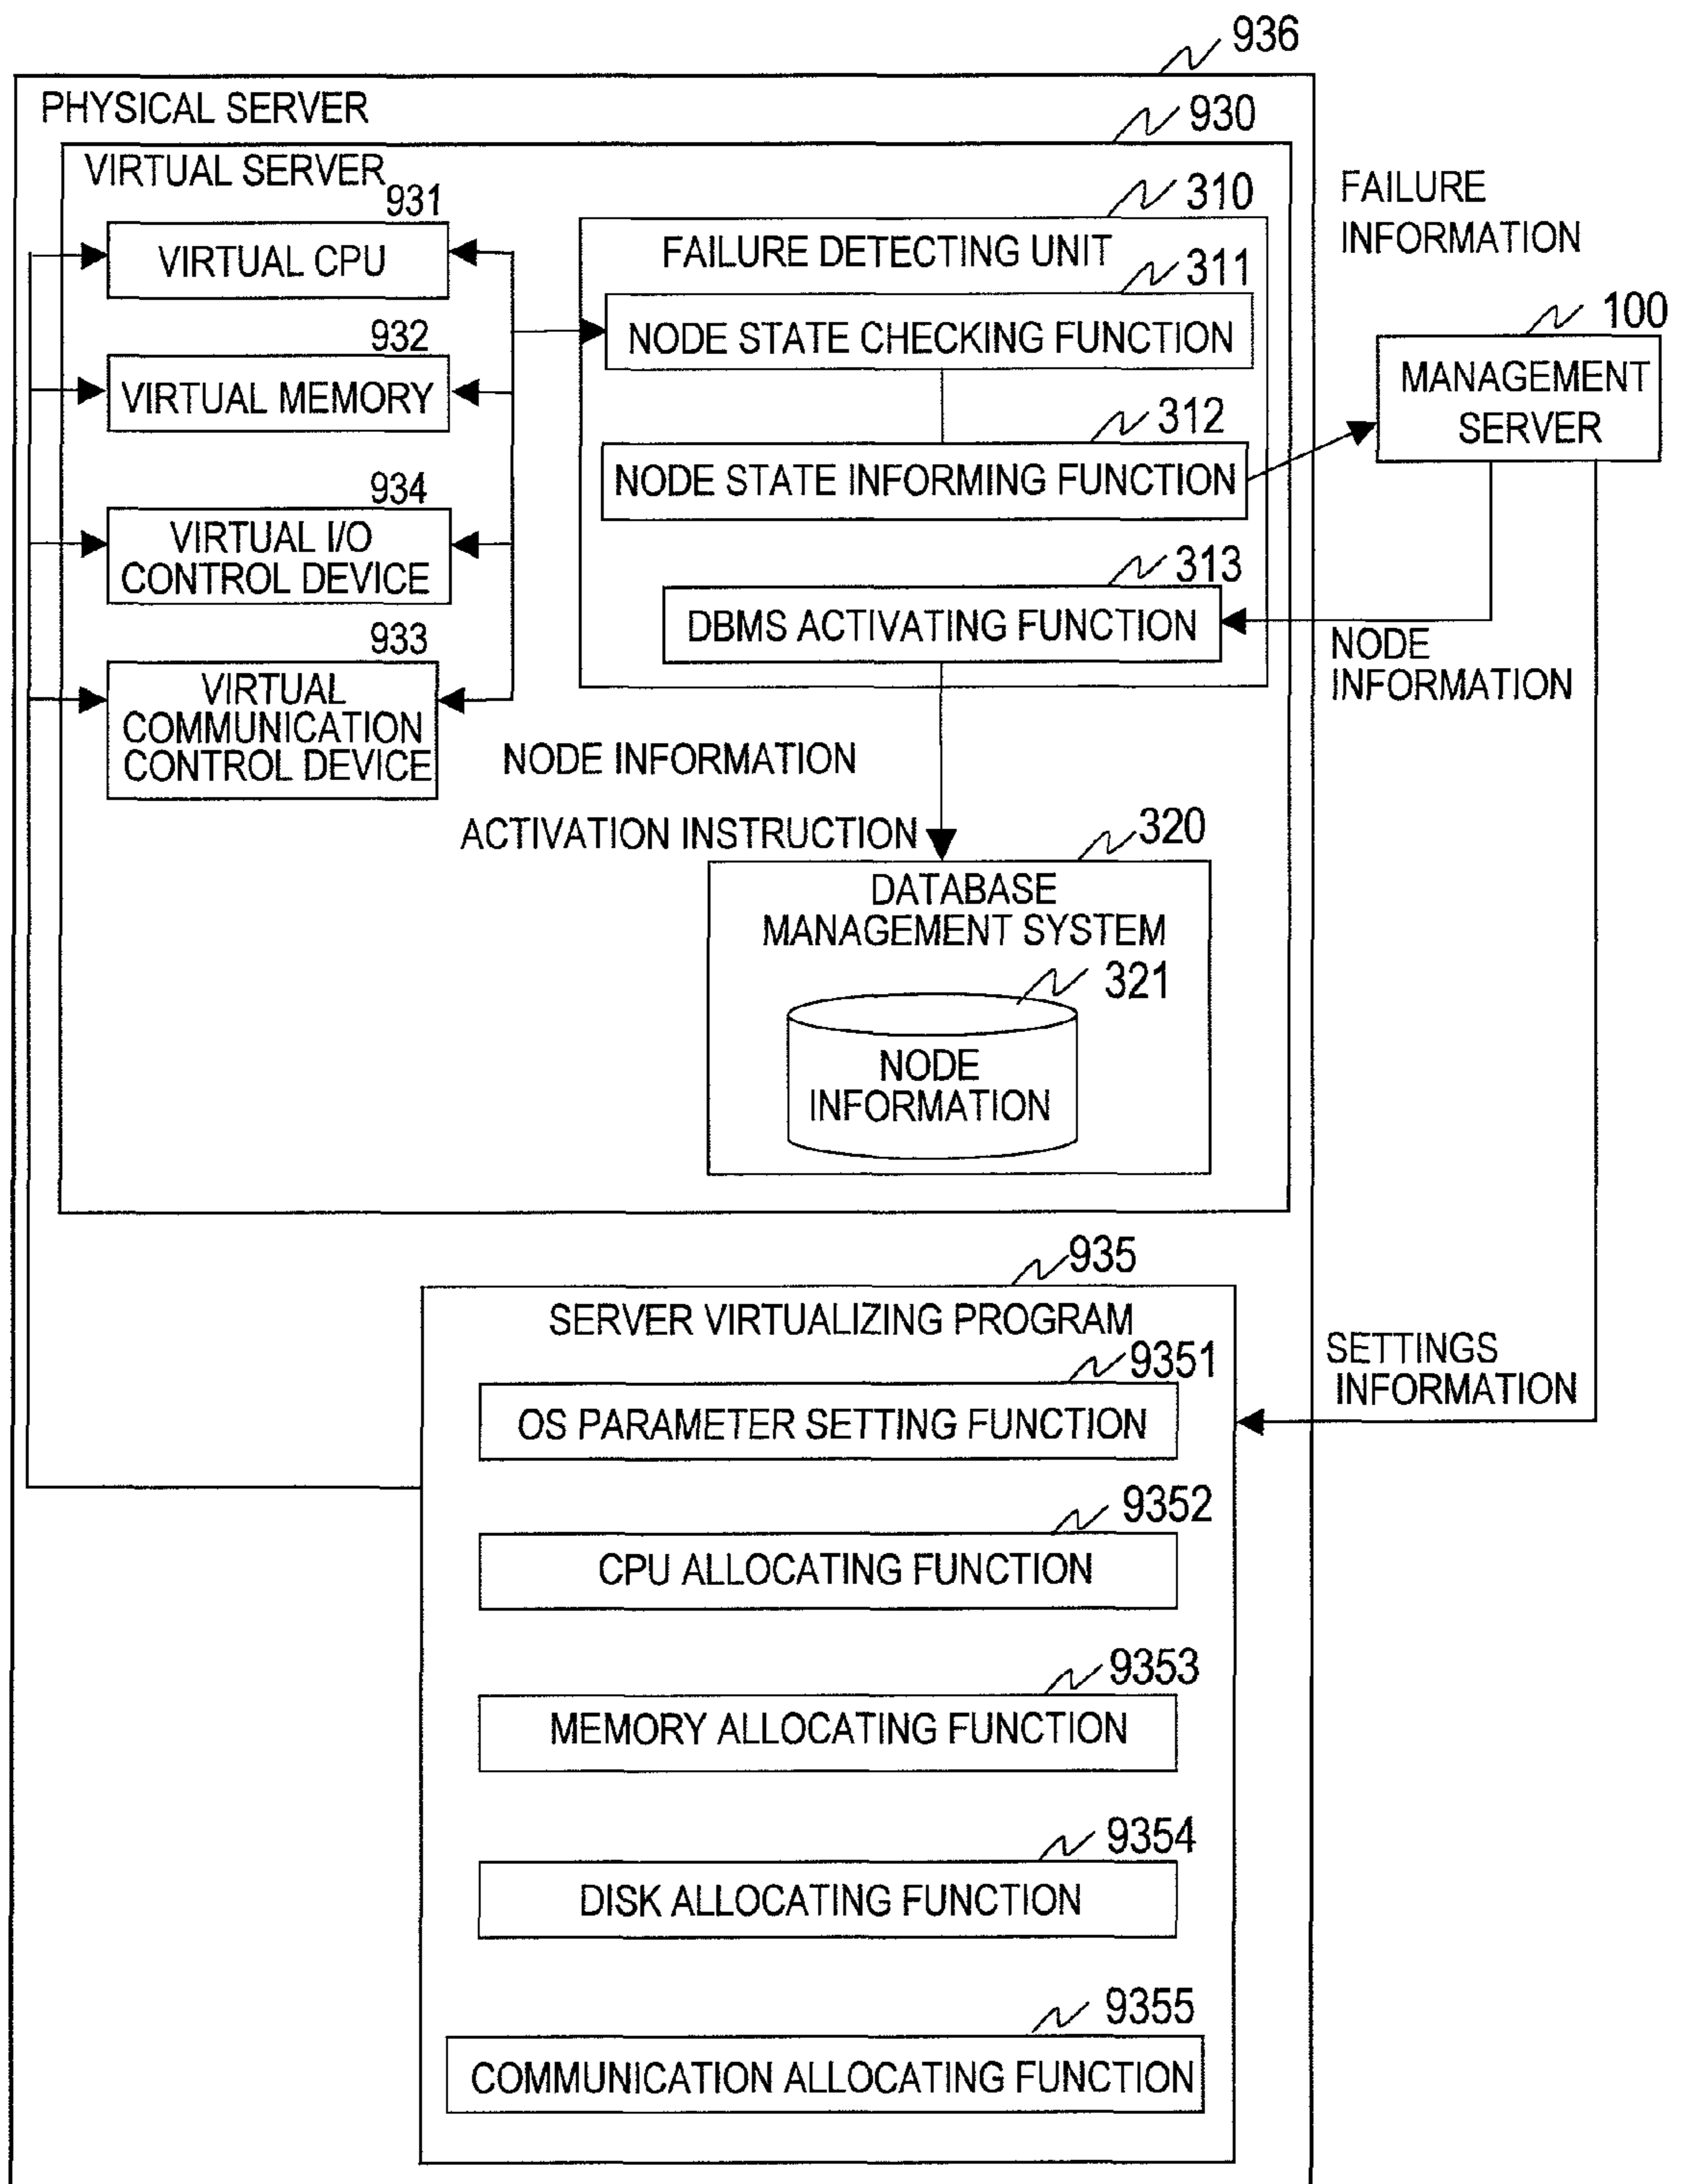 936
PHYSICAL SERVER
930
VIRTUAL SERVER
931
VIRTUAL CPU
932
VIRTUAL MEMORY
934
VIRTUAL I/O
CONTROL DEVICE
933
VIRTUAL
COMMUNICATION
CONTROL DEVICE
310
FAILURE DETECTING UNIT
311
NODE STATE CHECKING FUNCTION
312
NODE STATE INFORMING FUNCTION
313
DBMS ACTIVATING FUNCTION
FAILURE
INFORMATION
100
MANAGEMENT
SERVER
NODE
INFORMATION
NODE INFORMATION
ACTIVATION INSTRUCTION
320
DATABASE
MANAGEMENT SYSTEM
321
NODE
INFORMATION
935
SERVER VIRTUALIZING PROGRAM
9351
OS PARAMETER SETTING FUNCTION
SETTINGS
INFORMATION
9352
CPU ALLOCATING FUNCTION
9353
MEMORY ALLOCATING FUNCTION
9354
DISK ALLOCATING FUNCTION
9355
COMMUNICATION ALLOCATING FUNCTION